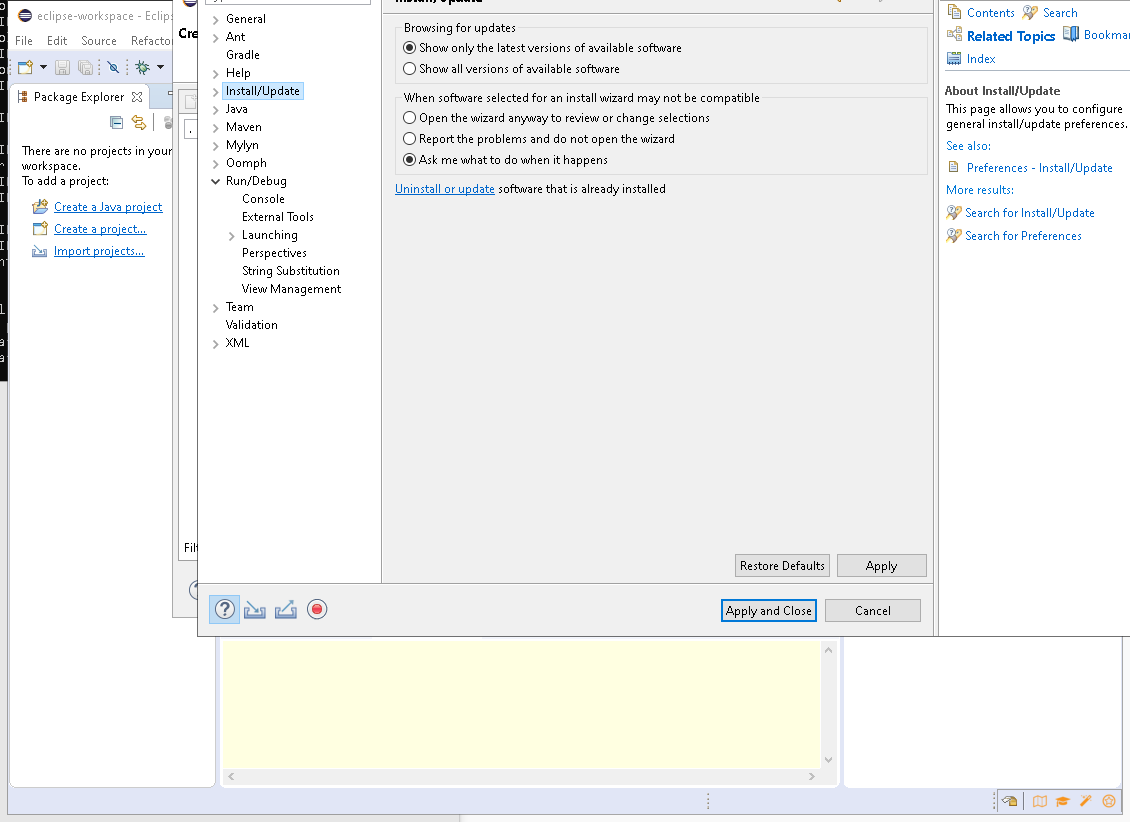 eclipse-workspace - Eclips
File Edit Source Refacto
Package Explorer
There are no projects in your
workspace.
To add a project:
Create a Java project
Create a project...
Import projects...
Cre
Filt
General
Ant
Gradle
Help
Install/Update
Java
Maven
Mylyn
Oomph
Run/Debug
Console
External Tools
Launching
Perspectives
String Substitution
View Management
Team
Validation
XML
Install/Update
Browsing for updates
Show only the latest versions of available software
Show all versions of available software
When software selected for an install wizard may not be compatible
Open the wizard anyway to review or change selections
Report the problems and do not open the wizard
Ask me what to do when it happens
Uninstall or update software that is already installed
Restore Defaults Apply
Apply and Close Cancel
Contents Search
Related Topics Bookmar
Index
About Install/Update
This page allows you to configure
general install/update preferences.
See also:
Preferences - Install/Update
More results:
Search for Install/Update
Search for Preferences